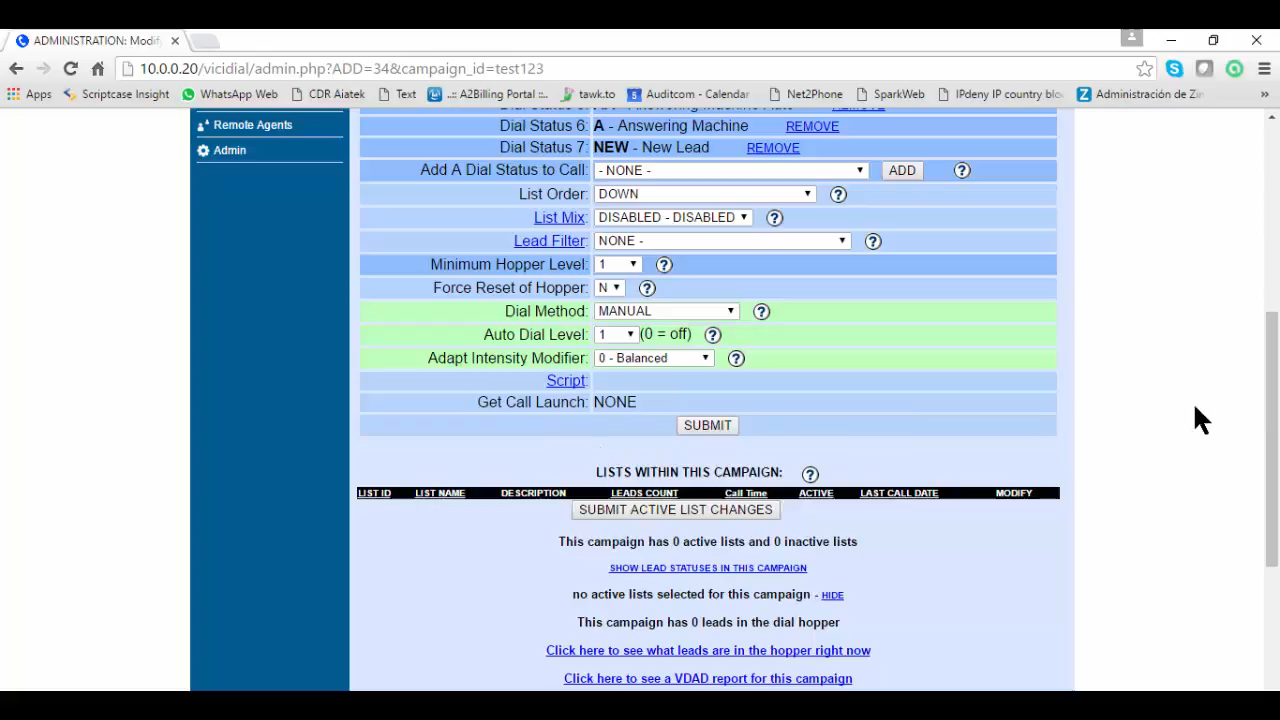 ADMINISTRATION: Modif
10.0.0.20/vicidial/admin.php?ADD=34&campaign_id=test123
Apps Scriptcase Insight WhatsApp Web CDR Aiatek Text ..:: A2Billing Portal ::.. tawk.to 5 Auditcom - Calendar Net2Phone SparkWeb IPdeny IP country blo Z Administración de Zin »
Remote Agents
Admin
Dial Status 6: A - Answering Machine REMOVE
Dial Status 7: NEW - New Lead REMOVE
Add A Dial Status to Call: - NONE - ADD ?
List Order: DOWN ?
List Mix: DISABLED - DISABLED ?
Lead Filter: NONE - ?
Minimum Hopper Level: 1 ?
Force Reset of Hopper: N ?
Dial Method: MANUAL ?
Auto Dial Level: 1 (0 = off) ?
Adapt Intensity Modifier: 0 - Balanced ?
Script:
Get Call Launch: NONE
SUBMIT
LISTS WITHIN THIS CAMPAIGN: ?
LIST ID LIST NAME DESCRIPTION LEADS COUNT Call Time ACTIVE LAST CALL DATE MODIFY
SUBMIT ACTIVE LIST CHANGES
This campaign has 0 active lists and 0 inactive lists
SHOW LEAD STATUSES IN THIS CAMPAIGN
no active lists selected for this campaign - HIDE
This campaign has 0 leads in the dial hopper
Click here to see what leads are in the hopper right now
Click here to see a VDAD report for this campaign